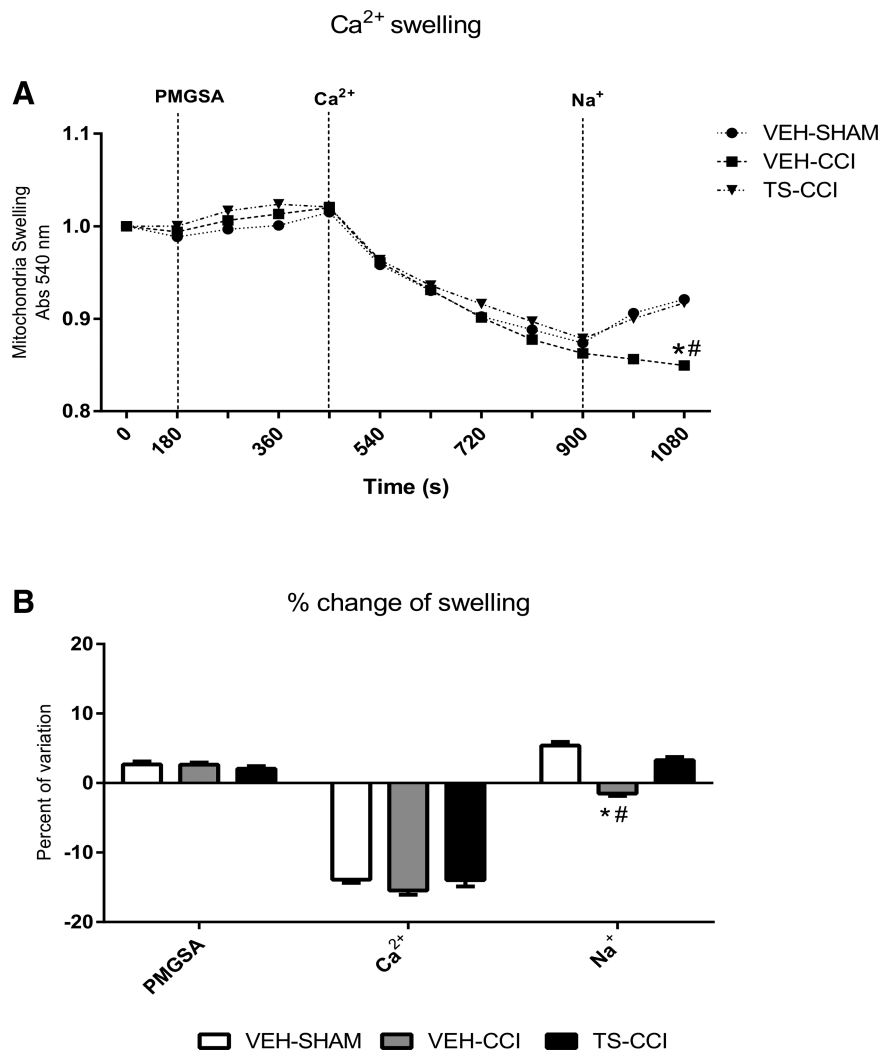 Ca²⁺ swelling
A
PMGSA Ca²⁺ Na⁺
1.1
1.0
0.9
0.8
Mitochondria Swelling
Abs 540 nm
VEH-SHAM
VEH-CCI
TS-CCI
*#
0 180 360 540 720 900 1080
Time (s)
B
% change of swelling
20
10
0
-10
-20
Percent of variation
*#
PMGSA Ca²⁺ Na⁺
VEH-SHAM VEH-CCI TS-CCI